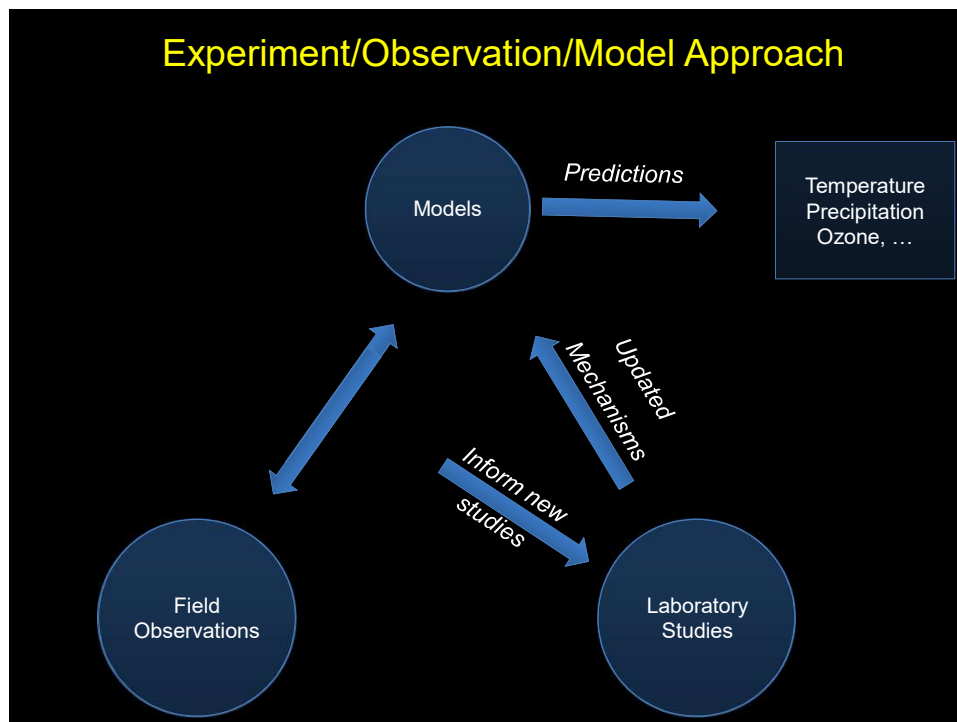 Experiment/Observation/Model Approach
Models
Predictions
Temperature
Precipitation
Ozone, …
Updated
Mechanisms
Inform new
studies
Field
Observations
Laboratory
Studies